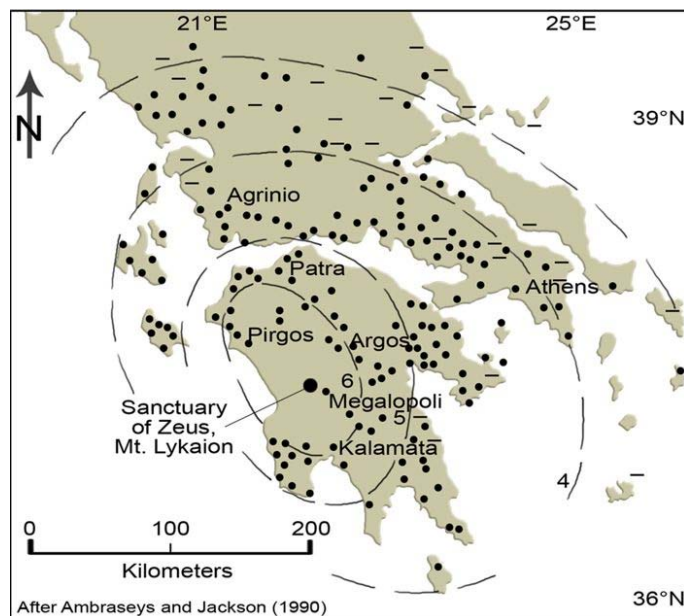 21°E 25°E
39°N
N
Agrinio
Patra
Athens
Pirgos
Argos
6
Megalopoli
Sanctuary
of Zeus,
Mt. Lykaion
5
Kalamata
4
0 100 200
Kilometers
36°N
After Ambraseys and Jackson (1990)